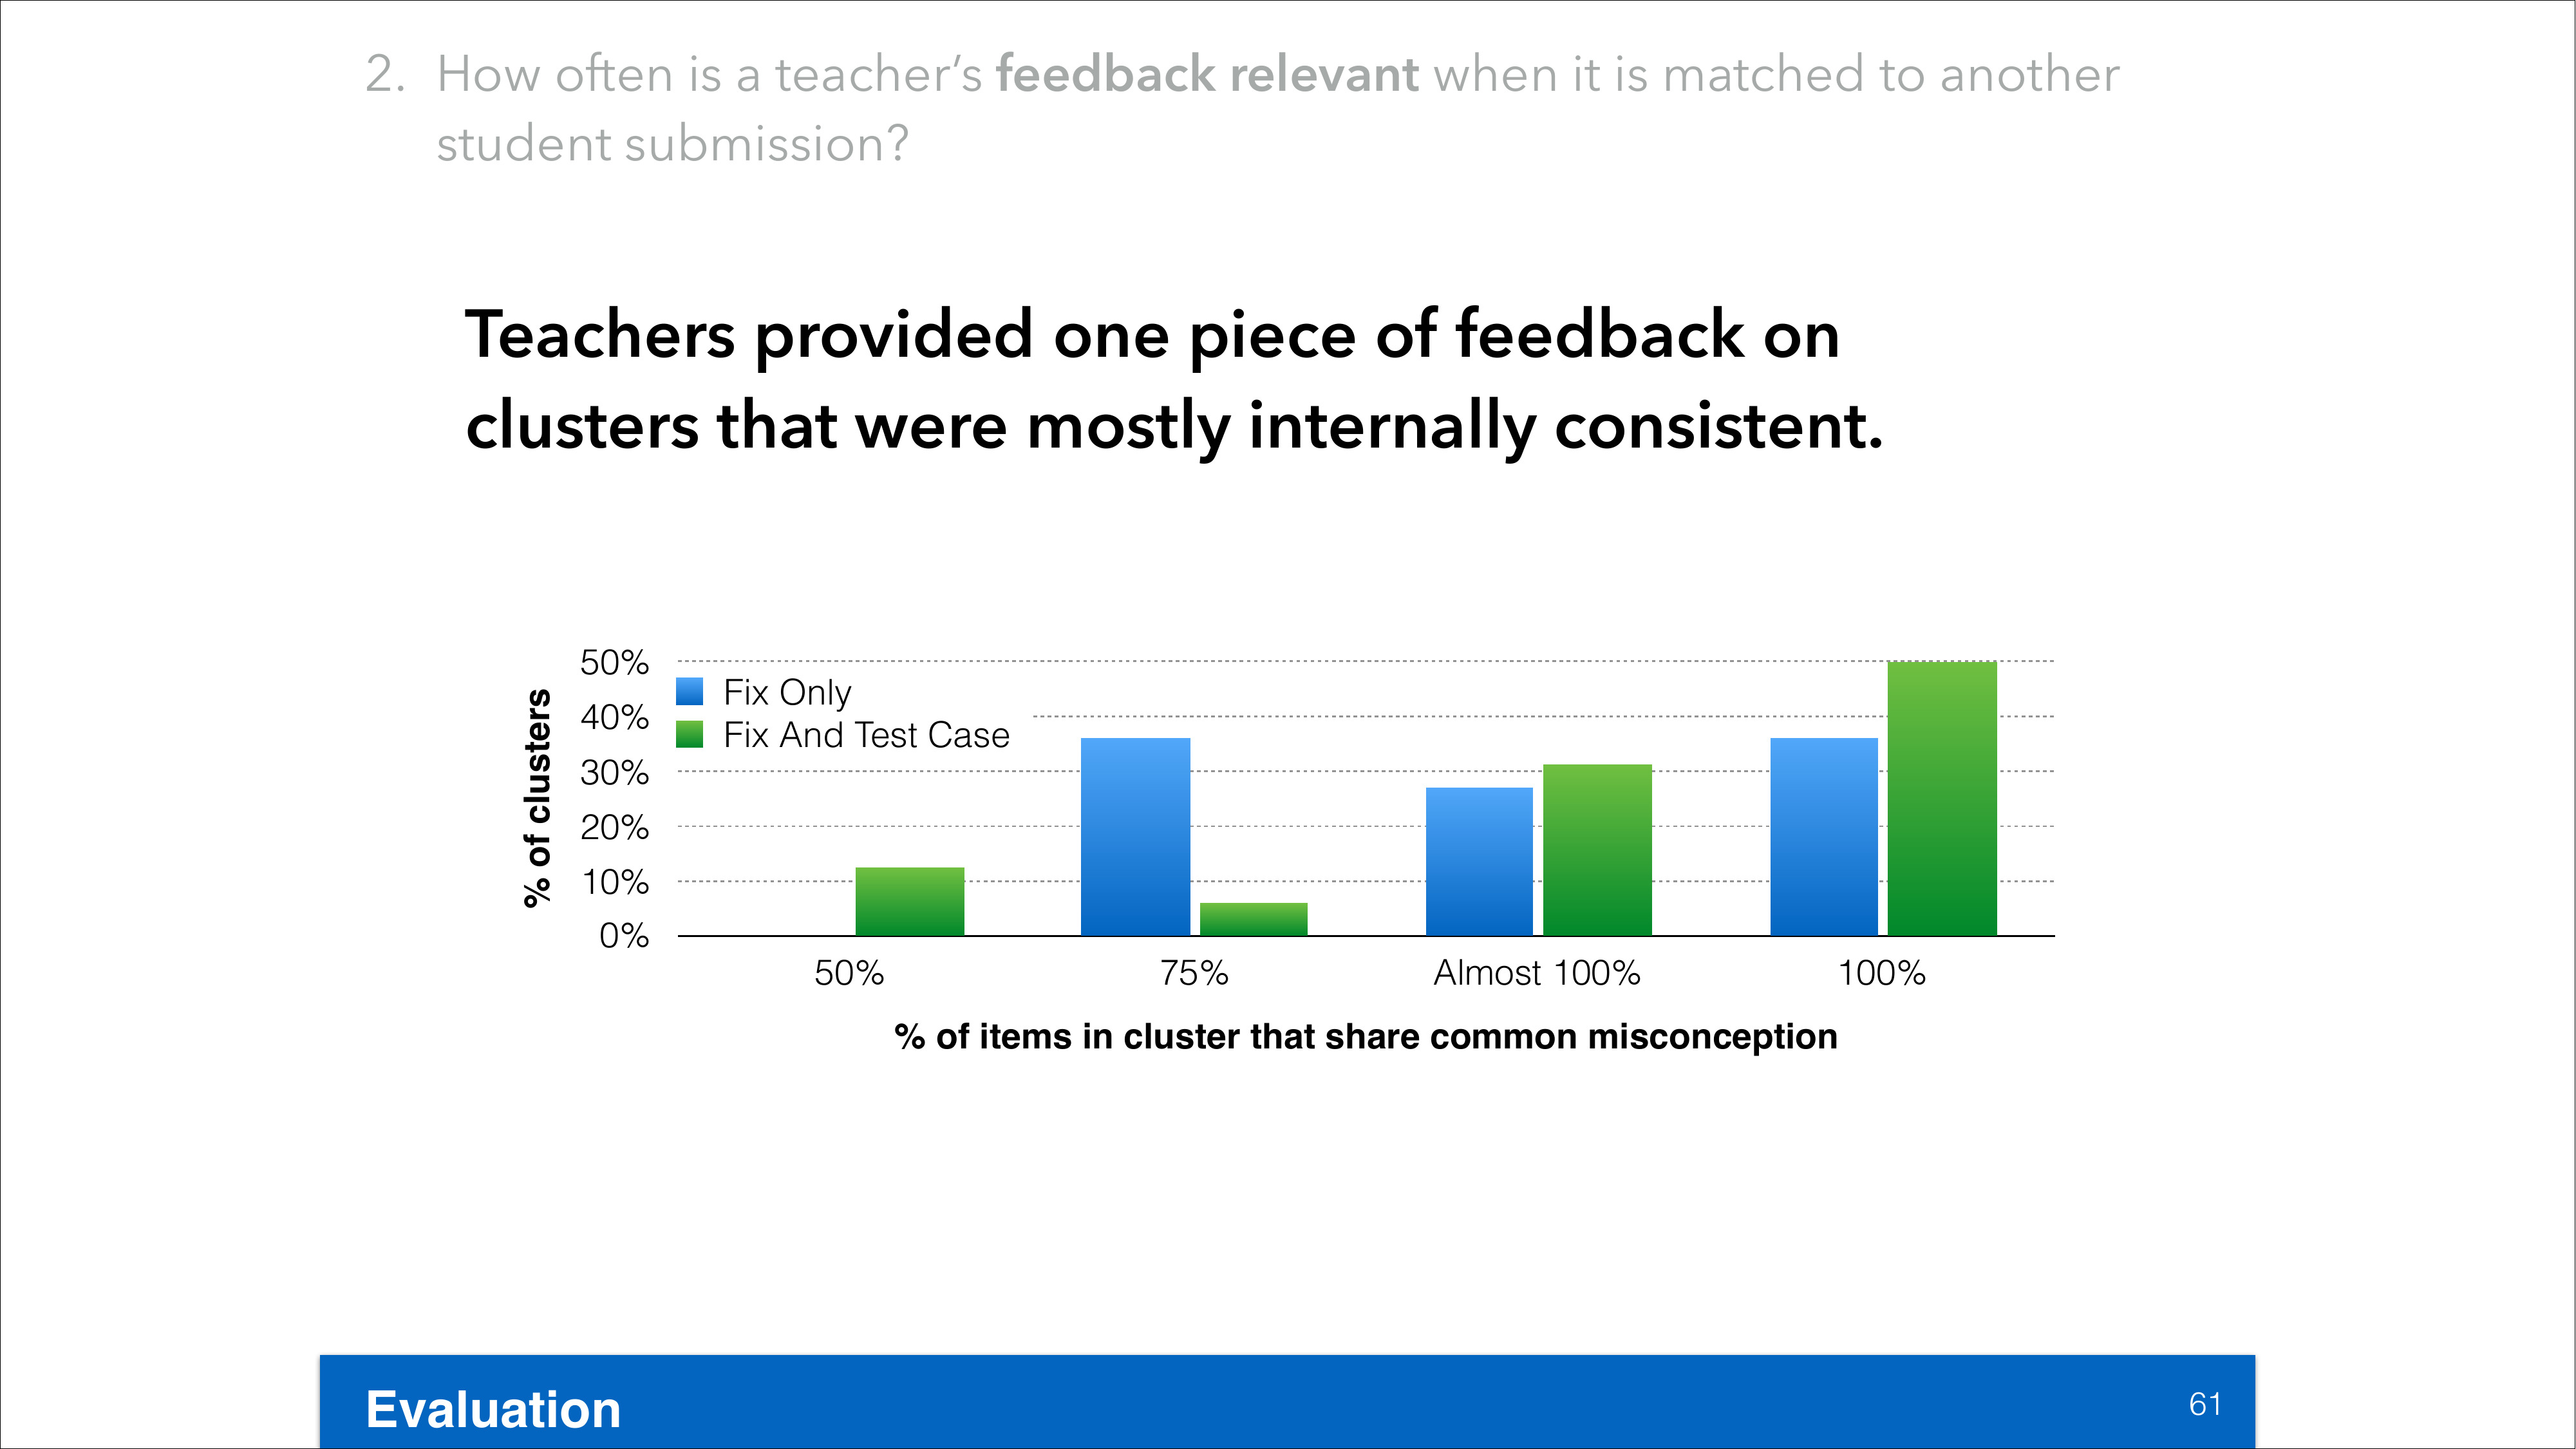 2. How often is a teacher’s feedback relevant when it is matched to another
student submission?
Teachers provided one piece of feedback on
clusters that were mostly internally consistent.
% of clusters
50%
40%
30%
20%
10%
0%
Fix Only
Fix And Test Case
50%
75%
Almost 100%
100%
% of items in cluster that share common misconception
Evaluation
61